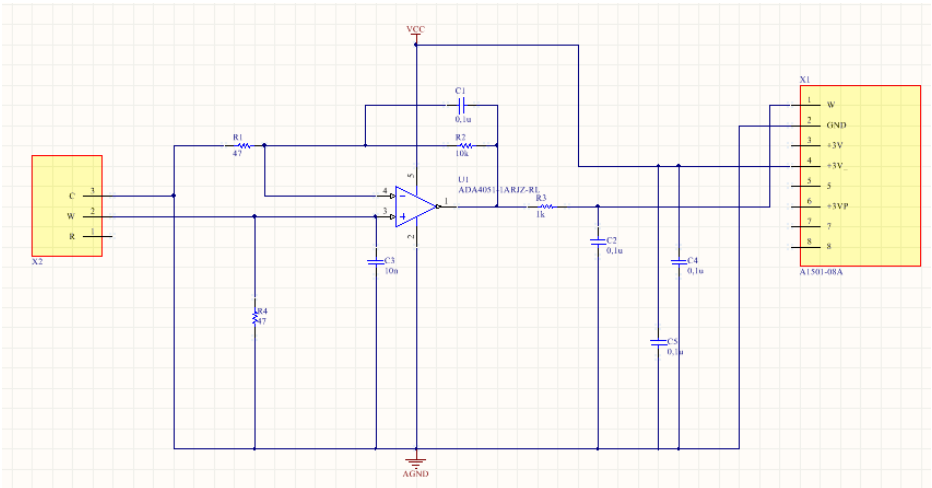 VCC
X1
C1
0,1u
1 W
2 GND
R1
47
R2
10k
3 +3V
4 +3V_
5
U1
ADA4051-1ARJZ-RL
5 5
C 3
4
R3
1k
6 +3VP
W 2
3
1
7 7
R 1
2
C2
0,1u
8 8
X2
C3
10n
C4
0,1u
A1501-08A
R4
47
C5
0,1u
AGND